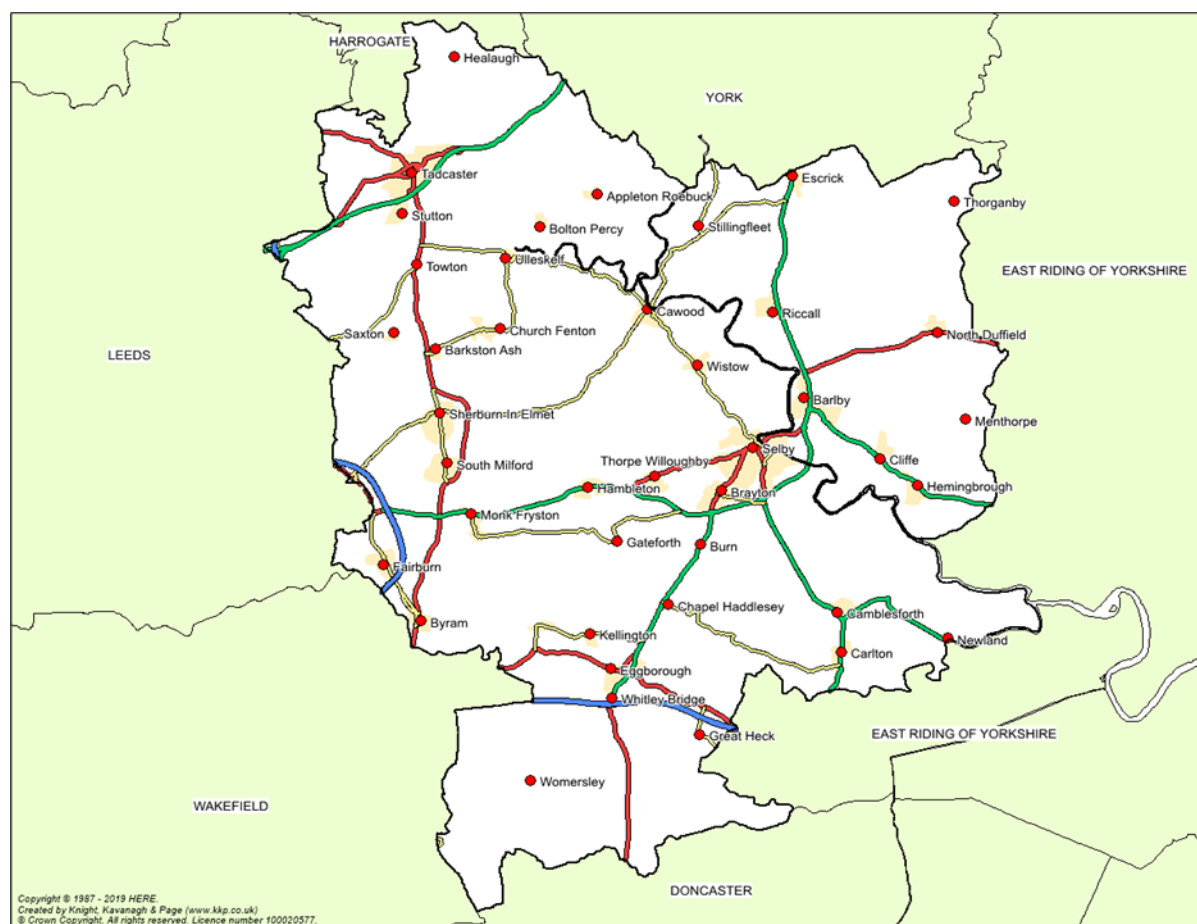 HARROGATE
Healaugh
YORK
Tadcaster
Escrick
Appleton Roebuck
Thorganby
Stutton
Stillingfleet
Bolton Percy
Ulleskelf
Towton
EAST RIDING OF YORKSHIRE
Cawood
Riccall
Church Fenton
Saxton
North Duffield
Barkston Ash
LEEDS
Wistow
Barlby
Sherburn In Elmet
Menthorpe
Selby
Thorpe Willoughby
Cliffe
South Milford
Hambleton
Brayton
Hemingbrough
Monk Fryston
Gateforth
Burn
Fairburn
Chapel Haddlesey
Camblesforth
Byram
Kellington
Newland
Carlton
Eggborough
Whitley Bridge
Great Heck
EAST RIDING OF YORKSHIRE
Womersley
WAKEFIELD
DONCASTER
Copyright © 1987 - 2019 HERE.
Created by Knight, Kavanagh & Page (www.kkp.co.uk)
© Crown Copyright. All rights reserved. Licence number 100020577.